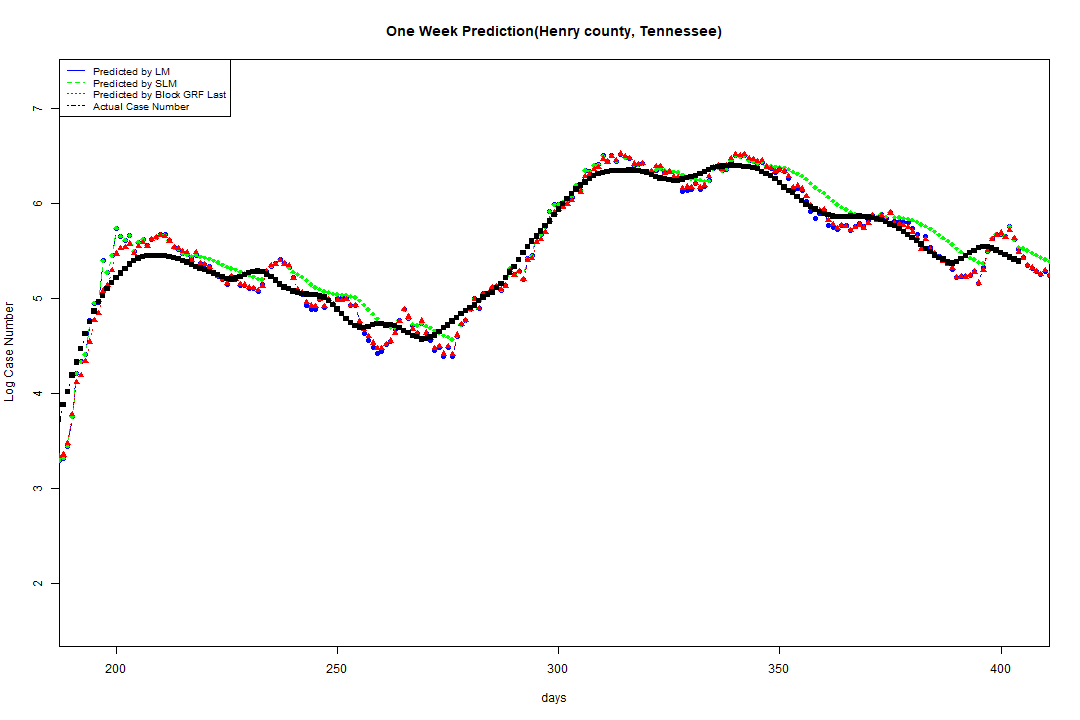 One Week Prediction(Henry county, Tennessee)
Predicted by LM
Predicted by SLM
Predicted by Block GRF Last
Actual Case Number
7
6
5
4
3
2
Log Case Number
200 250 300 350 400
days